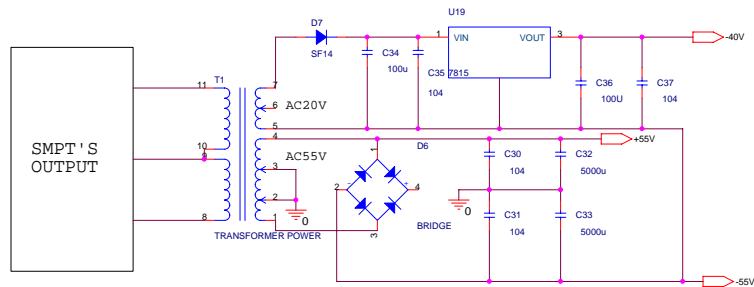 U19
D7
SF14
1
VIN
VOUT
3
-40V
C34
100u
C35
7815
104
C36
100U
C37
104
T1
11
7
6
AC20V
5
10
9
4
+55V
SMPT'S
OUTPUT
AC55V
3
2
0
8
1
TRANSFORMER POWER
D6
1
2
4
3
BRIDGE
C30
104
C32
5000u
0
C31
104
C33
5000u
-55V